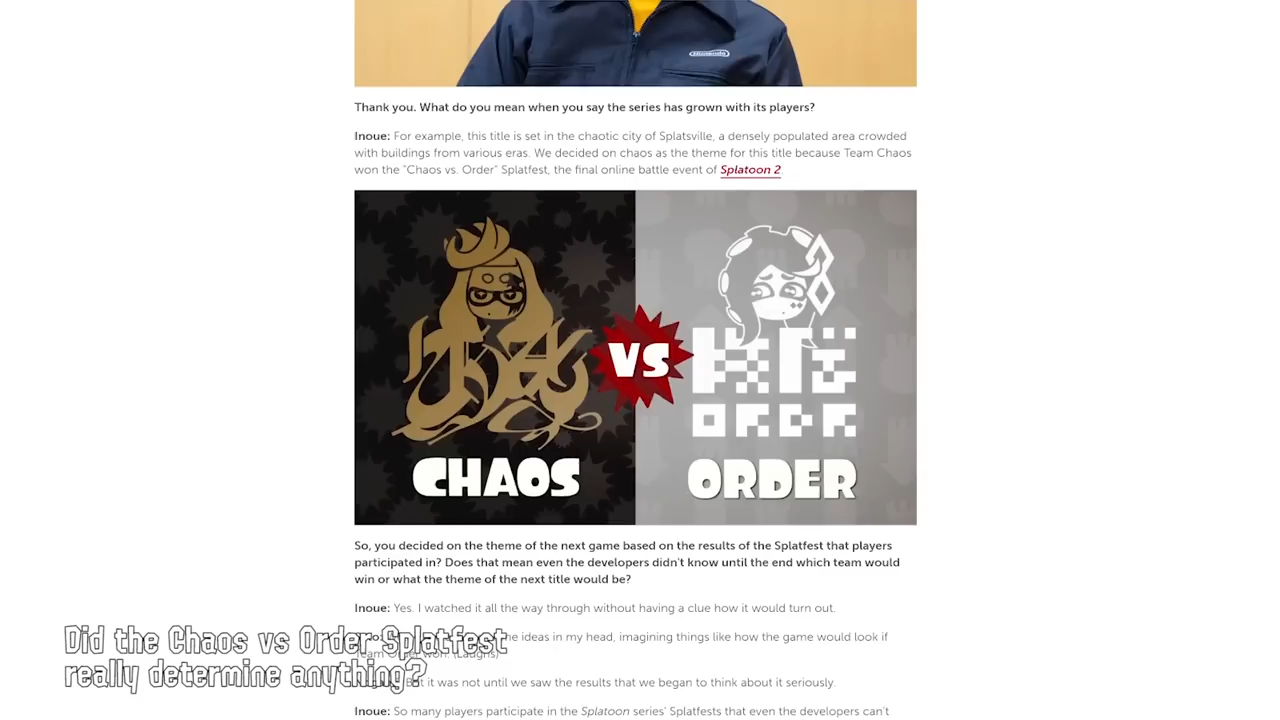 Nintendo
Thank you. What do you mean when you say the series has grown with its players?
Inoue: For example, this title is set in the chaotic city of Splatsville, a densely populated area crowded
with buildings from various eras. We decided on chaos as the theme for this title because Team Chaos
won the "Chaos vs. Order" Splatfest, the final online battle event of Splatoon 2.
VS
CHAOS
ORDER
So, you decided on the theme of the next game based on the results of the Splatfest that players
participated in? Does that mean even the developers didn't know until the end which team would
win or what the theme of the next title would be?
Inoue: Yes. I watched it all the way through without having a clue how it would turn out.
the ideas in my head, imagining things like how the game would look if
Team Order won. (Laughs)
Did the Chaos vs Order Splatfest
really determine anything?
But it was not until we saw the results that we began to think about it seriously.
Inoue: So many players participate in the Splatoon series' Splatfests that even the developers can't